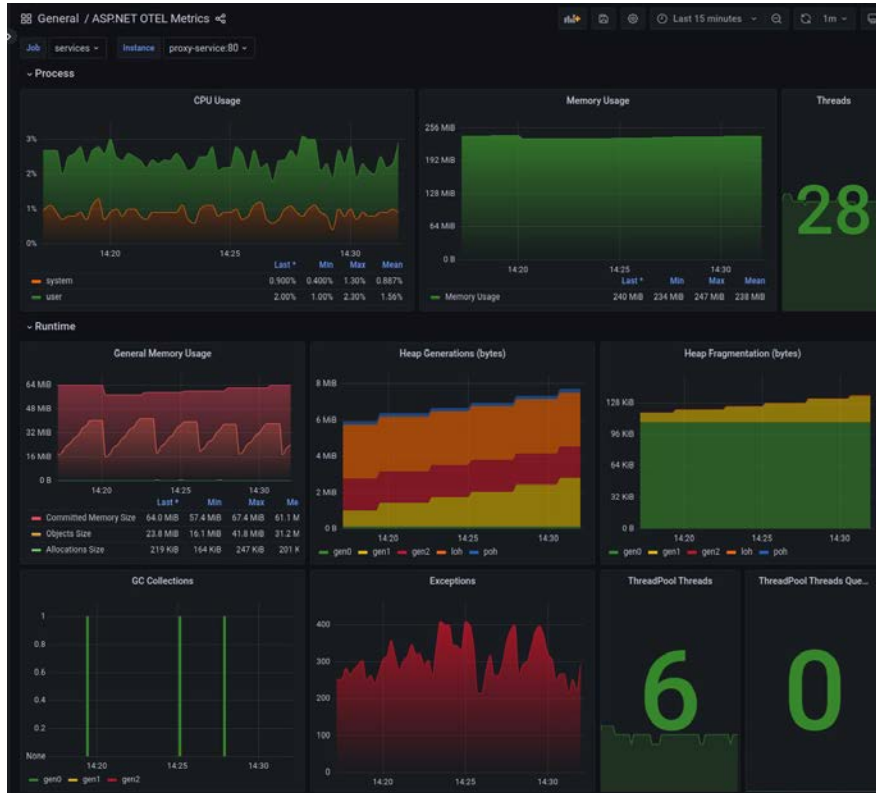 General / ASP.NET OTEL Metrics
Last 15 minutes
1m
Job services Instance proxy-service:80
Process
CPU Usage
3%
2%
1%
0%
14:20 14:25 14:30
Last * Min Max Mean
system 0.900% 0.400% 1.30% 0.887%
user 2.00% 1.00% 2.30% 1.56%
Memory Usage
256 MiB
192 MiB
128 MiB
64 MiB
0 B
14:20 14:25 14:30
Last * Min Max Mean
Memory Usage 240 MiB 234 MiB 247 MiB 238 MiB
Threads
28
Runtime
General Memory Usage
64 MiB
48 MiB
32 MiB
16 MiB
0 B
14:20 14:25 14:30
Last * Min Max Me
Committed Memory Size 64.0 MiB 57.4 MiB 67.4 MiB 61.1 M
Objects Size 23.8 MiB 16.1 MiB 41.8 MiB 31.2 M
Allocations Size 219 KiB 164 KiB 247 KiB 201 K
Heap Generations (bytes)
8 MiB
6 MiB
4 MiB
2 MiB
0 B
14:20 14:25 14:30
gen0 gen1 gen2 loh poh
Heap Fragmentation (bytes)
128 KiB
96 KiB
64 KiB
32 KiB
0 B
14:20 14:25 14:30
gen0 gen1 gen2 loh poh
GC Collections
1
0.8
0.6
0.4
0.2
None
14:20 14:25 14:30
gen0 gen1 gen2
Exceptions
400
300
200
100
0
14:20 14:25 14:30
ThreadPool Threads
6
ThreadPool Threads Que...
0